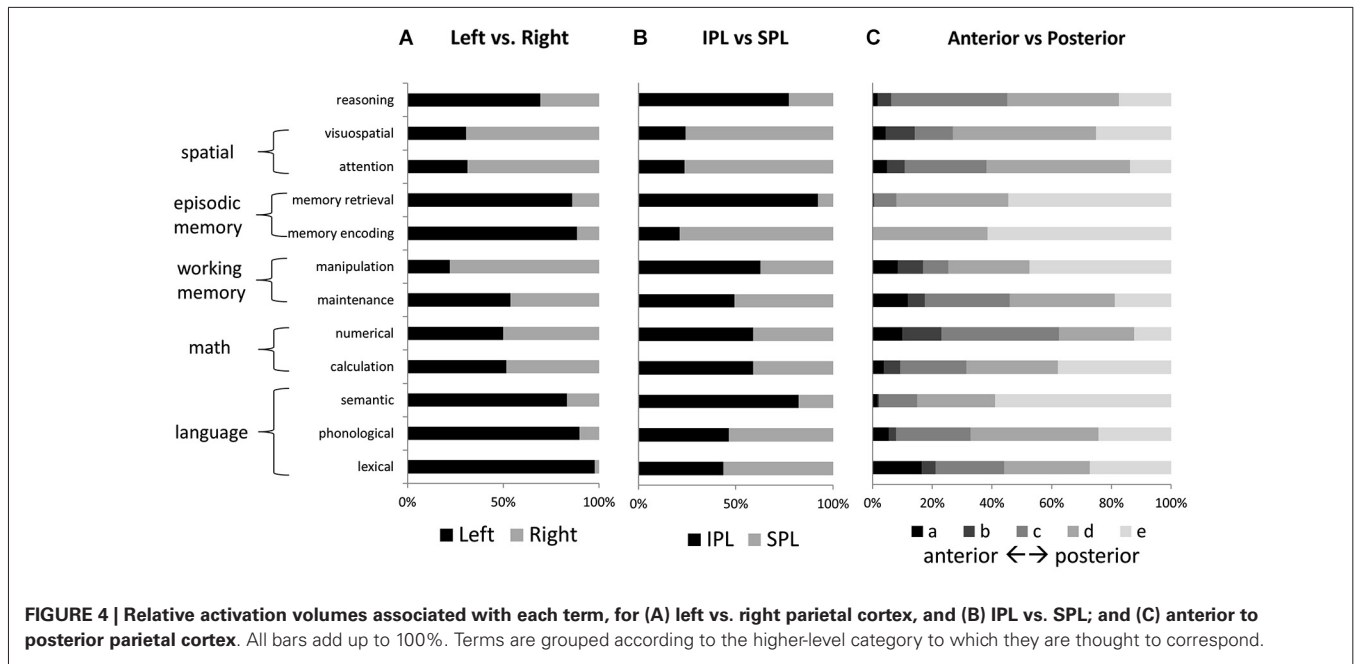 A Left vs. Right
B IPL vs SPL
C Anterior vs Posterior
reasoning
visuospatial
spatial
attention
memory retrieval
episodic
memory
memory encoding
manipulation
working
memory
maintenance
numerical
math
calculation
semantic
language
phonological
lexical
0% 50% 100%
0% 50% 100%
0% 20% 40% 60% 80% 100%
Left Right
IPL SPL
a b c d e
anterior ←→ posterior
FIGURE 4 | Relative activation volumes associated with each term, for (A) left vs. right parietal cortex, and (B) IPL vs. SPL; and (C) anterior to
posterior parietal cortex. All bars add up to 100%. Terms are grouped according to the higher-level category to which they are thought to correspond.